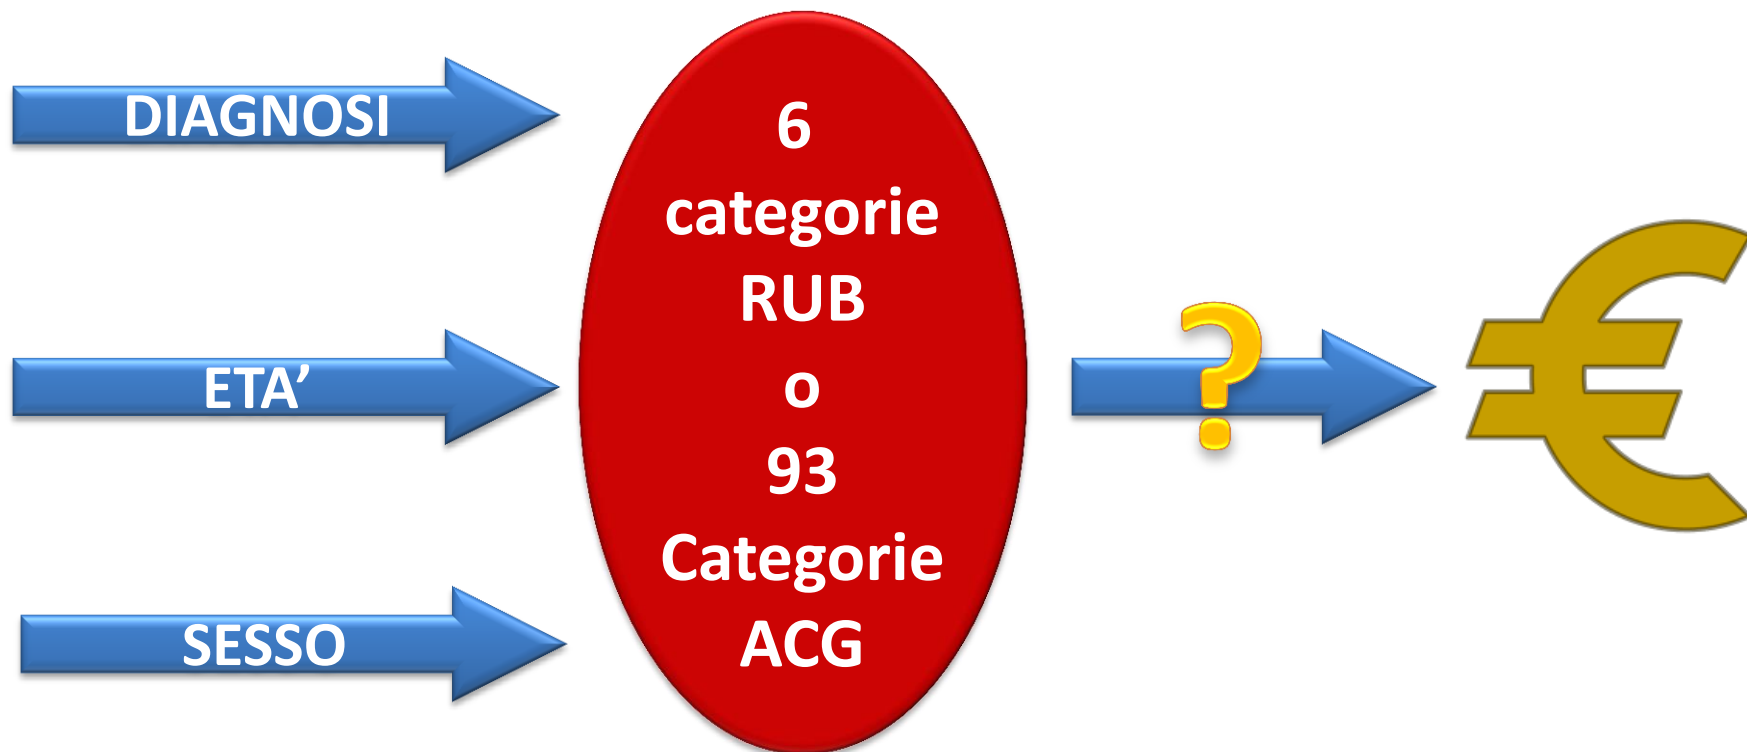 DIAGNOSI
ETA’
SESSO
6
categorie
RUB
o
93
Categorie
ACG
?
€